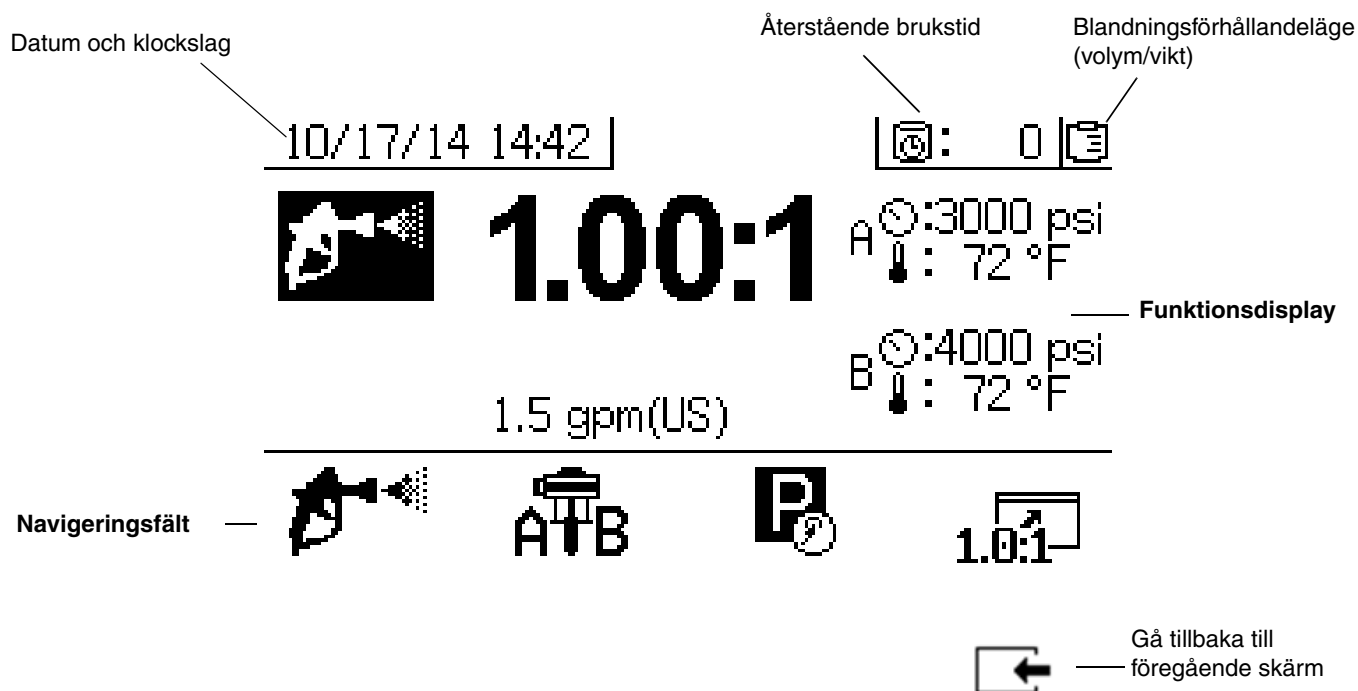 Datum och klockslag
Återstående brukstid
Blandningsförhållandeläge
(volym/vikt)
10/17/14 14:42
: 0
1.00:1
A :3000 psi
: 72 °F
Funktionsdisplay
B :4000 psi
: 72 °F
1.5 gpm(US)
Navigeringsfält
A B
P
1.0:1
Gå tillbaka till
föregående skärm